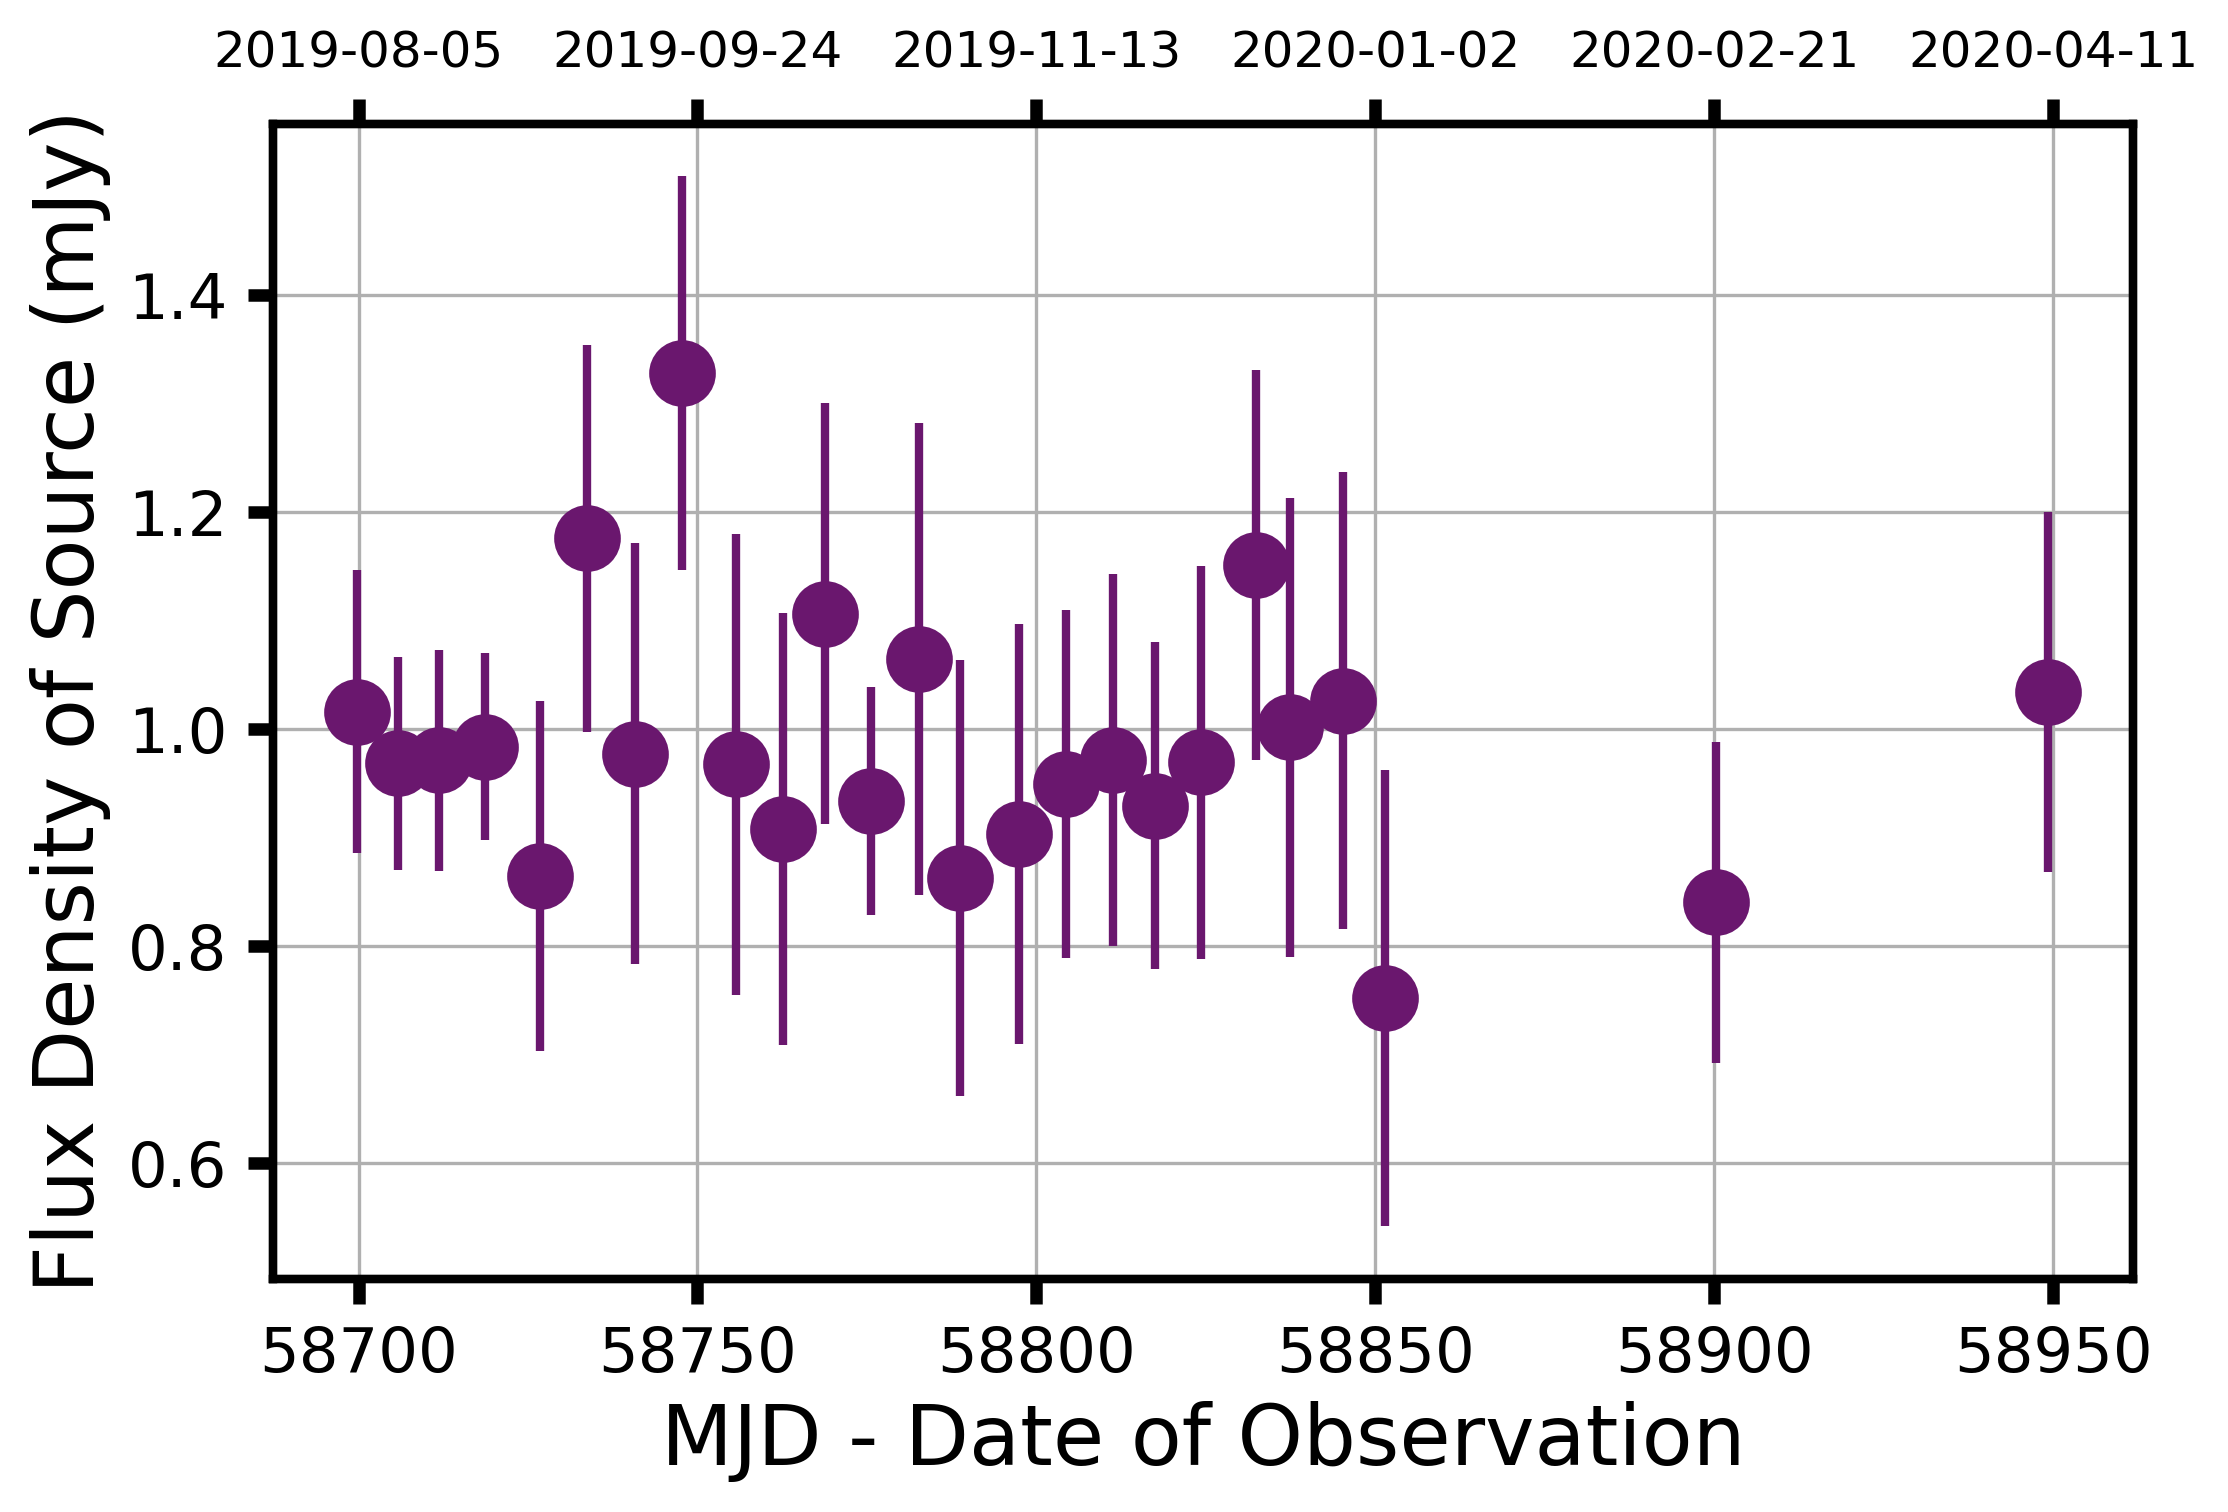 2019-08-05 2019-09-24 2019-11-13 2020-01-02 2020-02-21 2020-04-11
Flux Density of Source (mJy)
1.4
1.2
1.0
0.8
0.6
58700 58750 58800 58850 58900 58950
MJD - Date of Observation